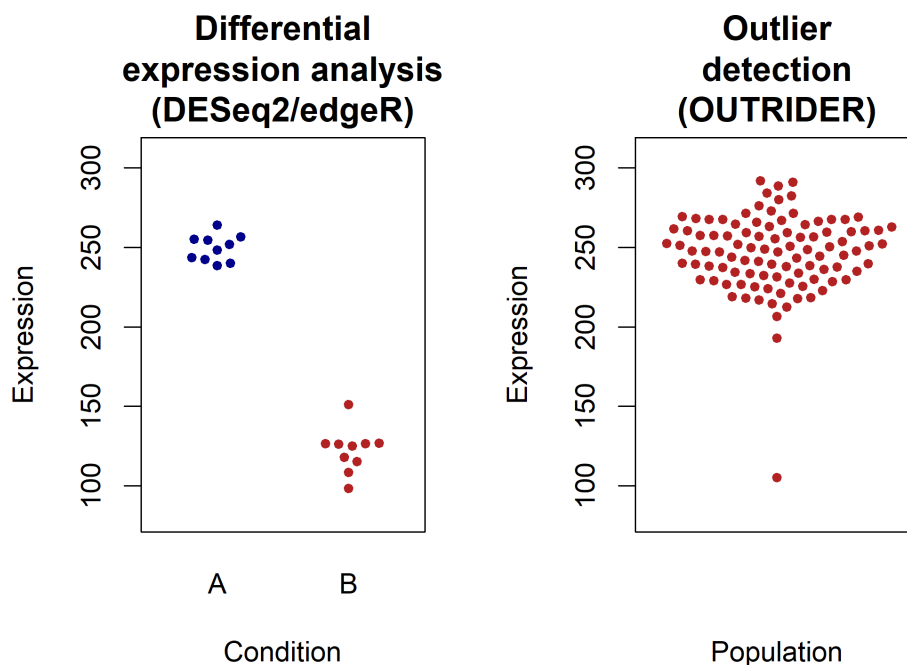 Differential
expression analysis
(DESeq2/edgeR)
Expression
300
250
200
150
100
A B
Condition
Outlier
detection
(OUTRIDER)
Expression
300
250
200
150
100
Population